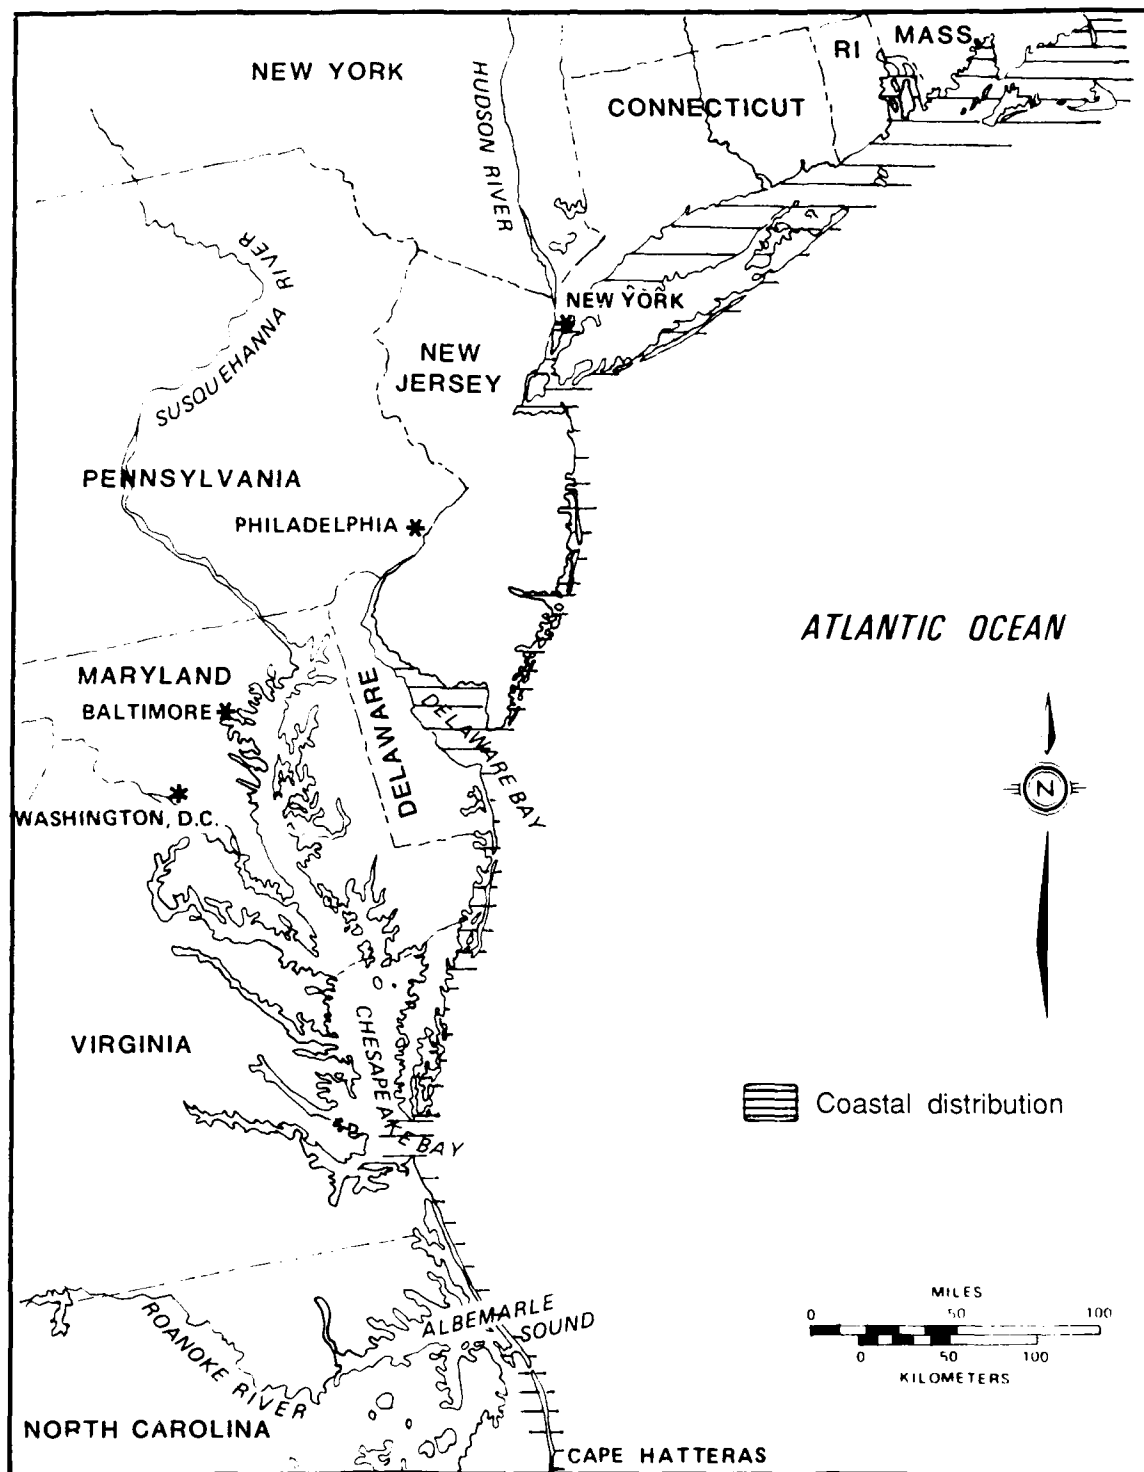 RI
MASS.
NEW YORK
HUDSON RIVER
CONNECTICUT
SUSQUEHANNA RIVER
NEW YORK
NEW
JERSEY
PENNSYLVANIA
PHILADELPHIA
ATLANTIC OCEAN
MARYLAND
BALTIMORE
DELAWARE
DELAWARE BAY
N
WASHINGTON, D.C.
CHESAPEAKE BAY
VIRGINIA
Coastal distribution
MILES
0 50 100
0 50 100
KILOMETERS
ALBEMARLE
SOUND
ROANOKE RIVER
NORTH CAROLINA
CAPE HATTERAS